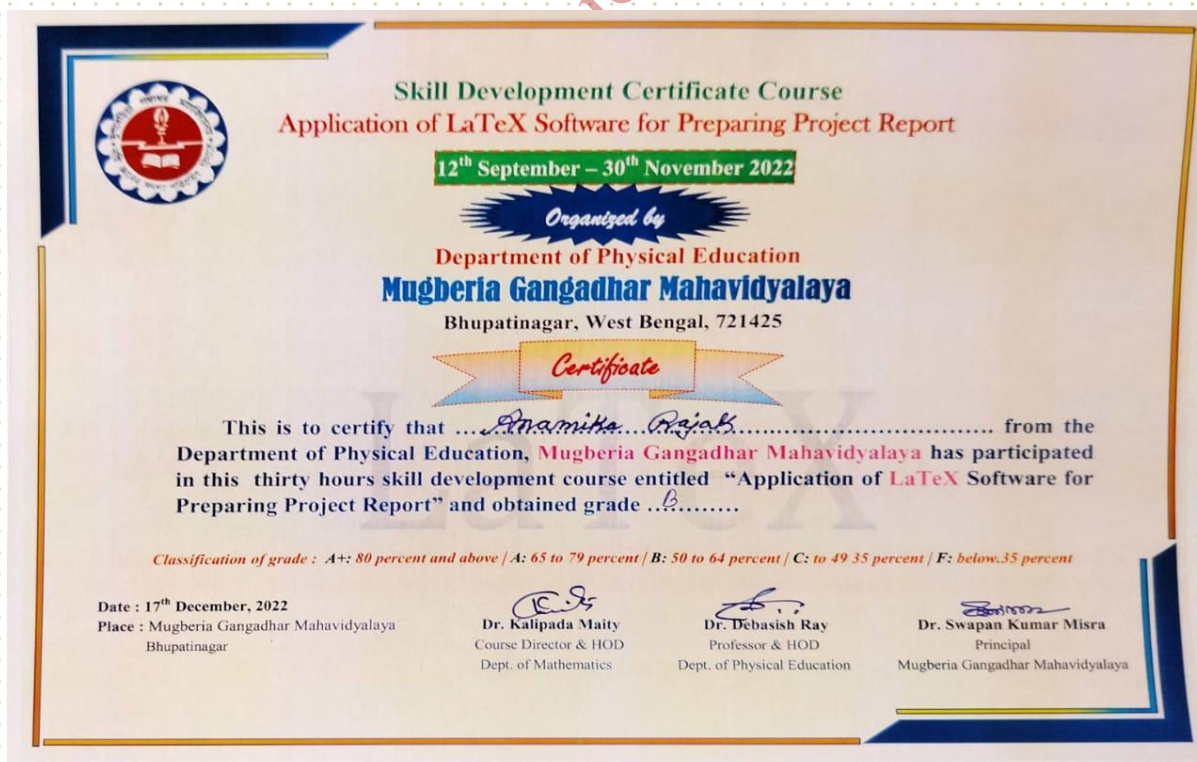 Skill Development Certificate Course
Application of LaTeX Software for Preparing Project Report
12th September – 30th November 2022
Organized by
Department of Physical Education
Mugberia Gangadhar Mahavidyalaya
Bhupatinagar, West Bengal, 721425
Certificate
LaTeX
This is to certify that ...Anamika...Rajak.................................... from the
Department of Physical Education, Mugberia Gangadhar Mahavidyalaya has participated
in this thirty hours skill development course entitled “Application of LaTeX Software for
Preparing Project Report” and obtained grade ..B.........
Classification of grade : A+: 80 percent and above | A: 65 to 79 percent | B: 50 to 64 percent | C: to 49 35 percent | F: below.35 percent
Date : 17th December, 2022
Place : Mugberia Gangadhar Mahavidyalaya
Bhupatinagar
Dr. Kalipada Maity
Course Director & HOD
Dept. of Mathematics
Dr. Debasish Ray
Professor & HOD
Dept. of Physical Education
Dr. Swapan Kumar Misra
Principal
Mugberia Gangadhar Mahavidyalaya